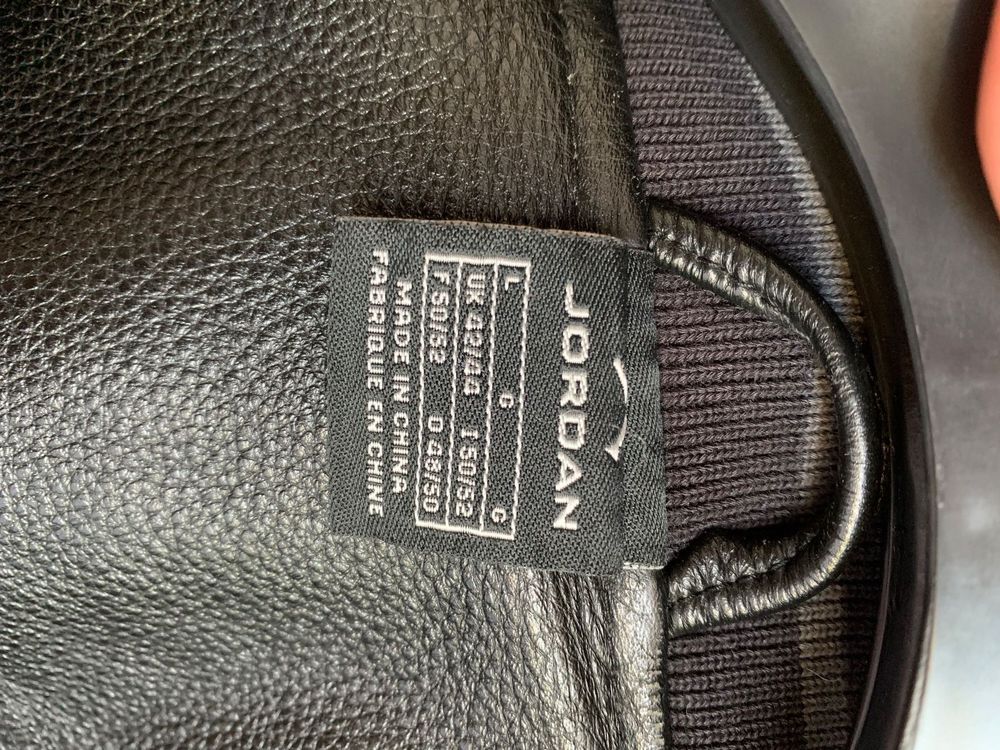 JORDAN
L G G
UK 42/44 I 50/52
F 50/52 D 48/50
MADE IN CHINA
FABRIQUE EN CHINE